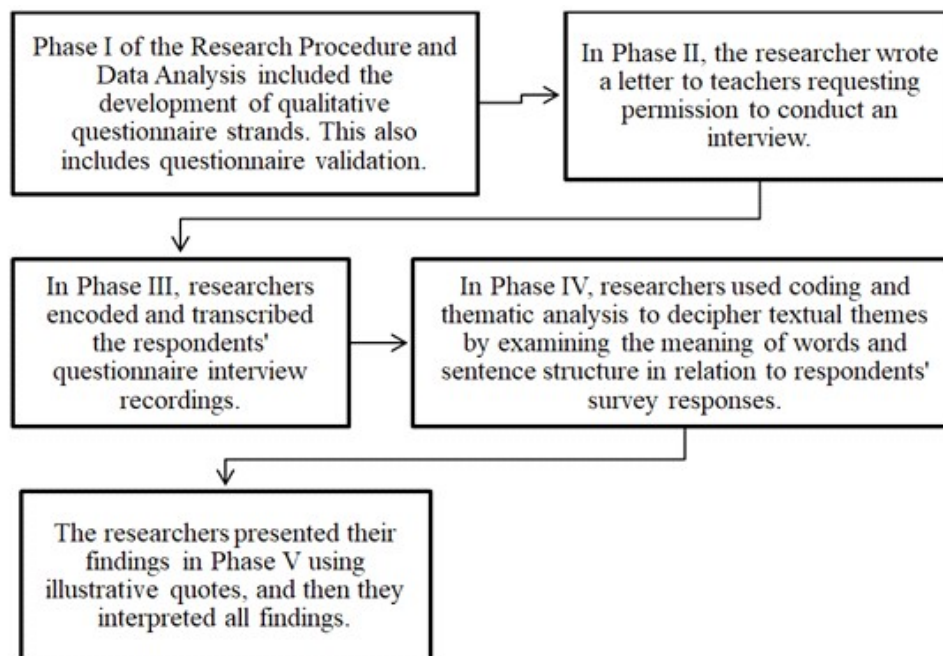 Phase I of the Research Procedure and
Data Analysis included the
development of qualitative
questionnaire strands. This also
includes questionnaire validation.
In Phase II, the researcher wrote
a letter to teachers requesting
permission to conduct an
interview.
In Phase III, researchers
encoded and transcribed
the respondents'
questionnaire interview
recordings.
In Phase IV, researchers used coding and
thematic analysis to decipher textual themes
by examining the meaning of words and
sentence structure in relation to respondents'
survey responses.
The researchers presented their
findings in Phase V using
illustrative quotes, and then they
interpreted all findings.